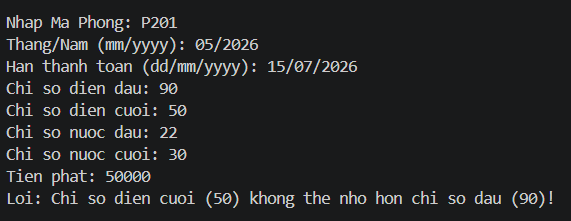 Nhap Ma Phong: P201
Thang/Nam (mm/yyyy): 05/2026
Han thanh toan (dd/mm/yyyy): 15/07/2026
Chi so dien dau: 90
Chi so dien cuoi: 50
Chi so nuoc dau: 22
Chi so nuoc cuoi: 30
Tien phat: 50000
Loi: Chi so dien cuoi (50) khong the nho hon chi so dau (90)!